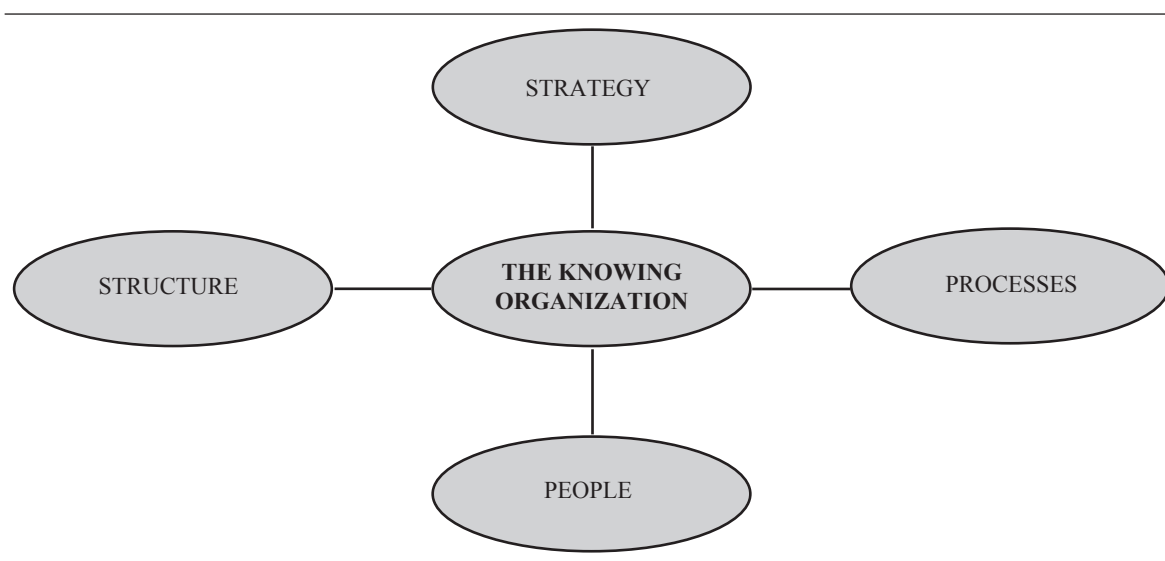 STRATEGY
STRUCTURE
THE KNOWING
ORGANIZATION
PROCESSES
PEOPLE